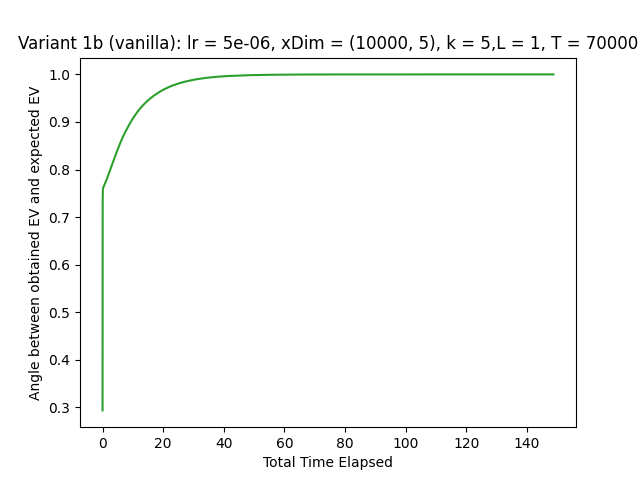 Variant 1b (vanilla): lr = 5e-06, xDim = (10000, 5), k = 5,L = 1, T = 70000
1.0
0.9
0.8
0.7
0.6
0.5
0.4
0.3
Angle between obtained EV and expected EV
0 20 40 60 80 100 120 140
Total Time Elapsed